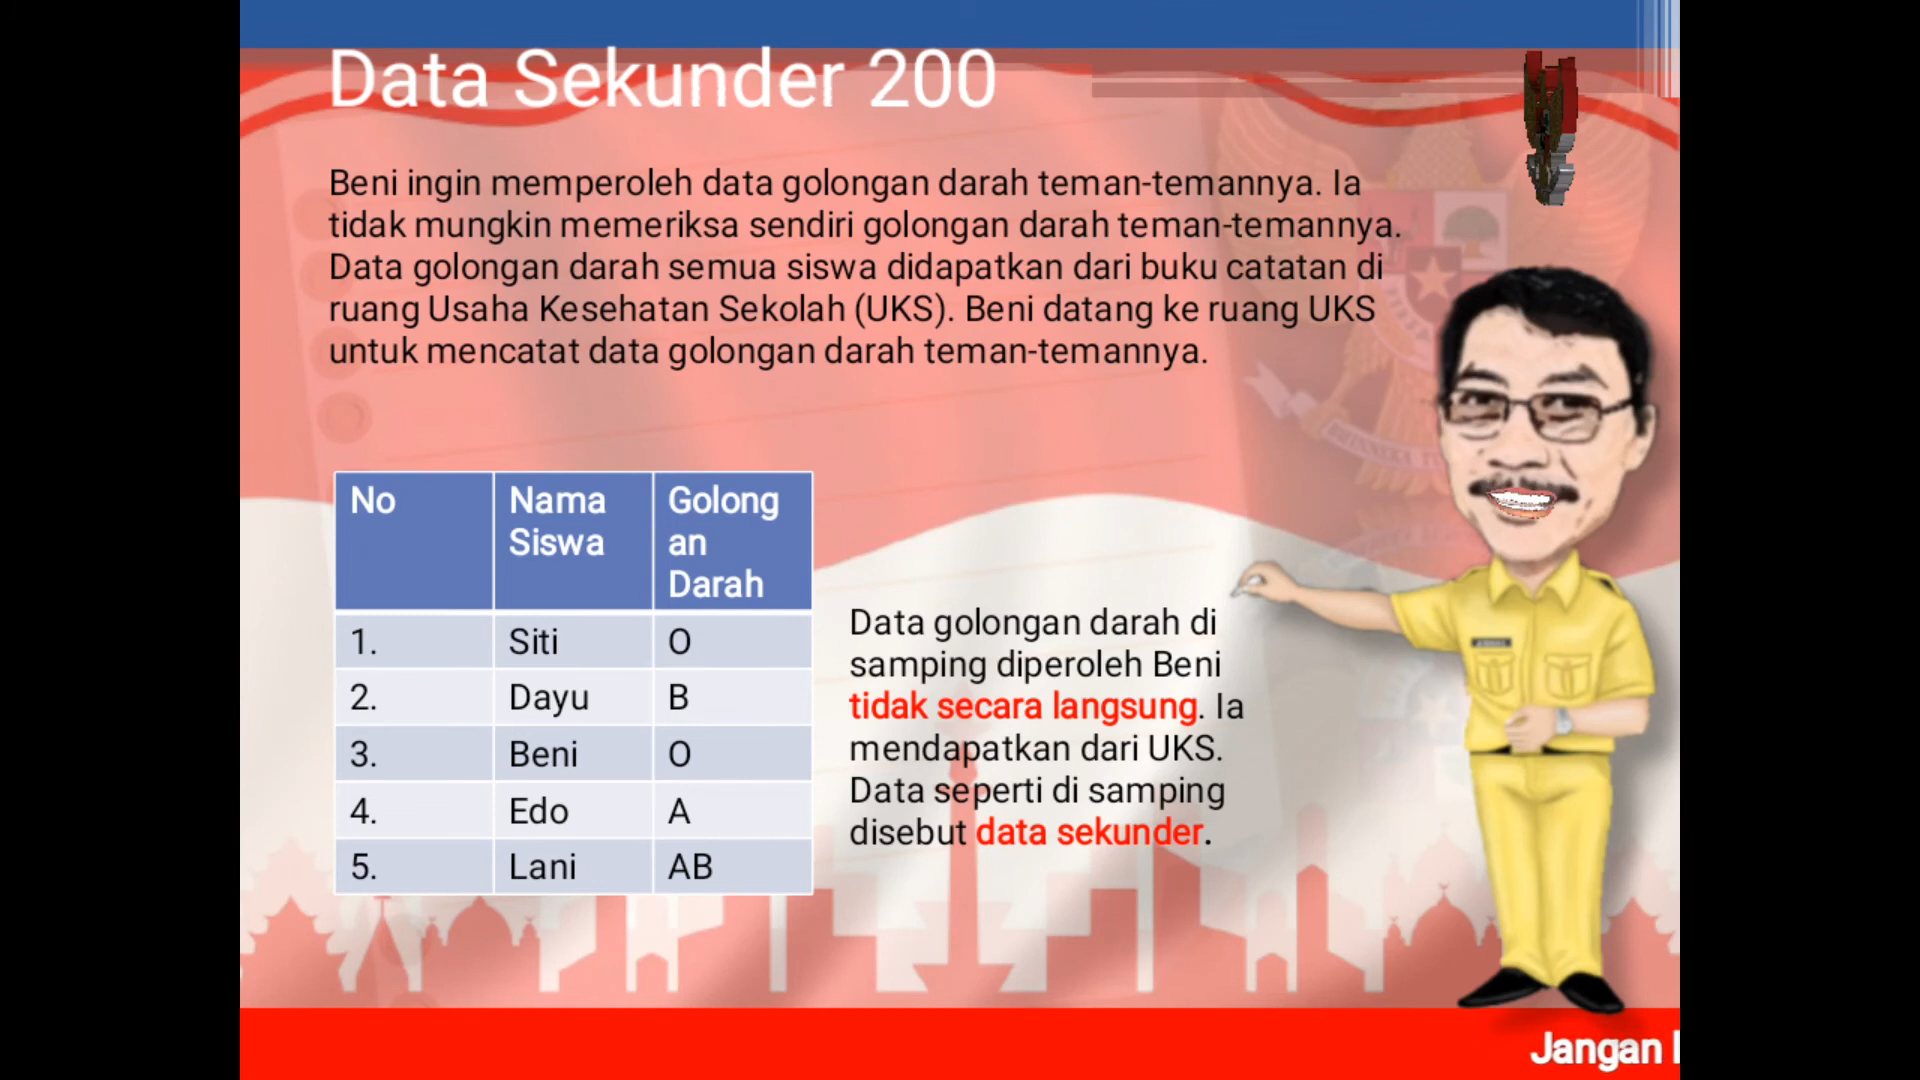 Data Sekunder 200
Beni ingin memperoleh data golongan darah teman-temannya. Ia
tidak mungkin memeriksa sendiri golongan darah teman-temannya.
Data golongan darah semua siswa didapatkan dari buku catatan di
ruang Usaha Kesehatan Sekolah (UKS). Beni datang ke ruang UKS
untuk mencatat data golongan darah teman-temannya.
No Nama Golong
Siswa an
Darah
1. Siti O
2. Dayu B
3. Beni O
4. Edo A
5. Lani AB
Data golongan darah di
samping diperoleh Beni
tidak secara langsung. Ia
mendapatkan dari UKS.
Data seperti di samping
disebut data sekunder.
Jangan